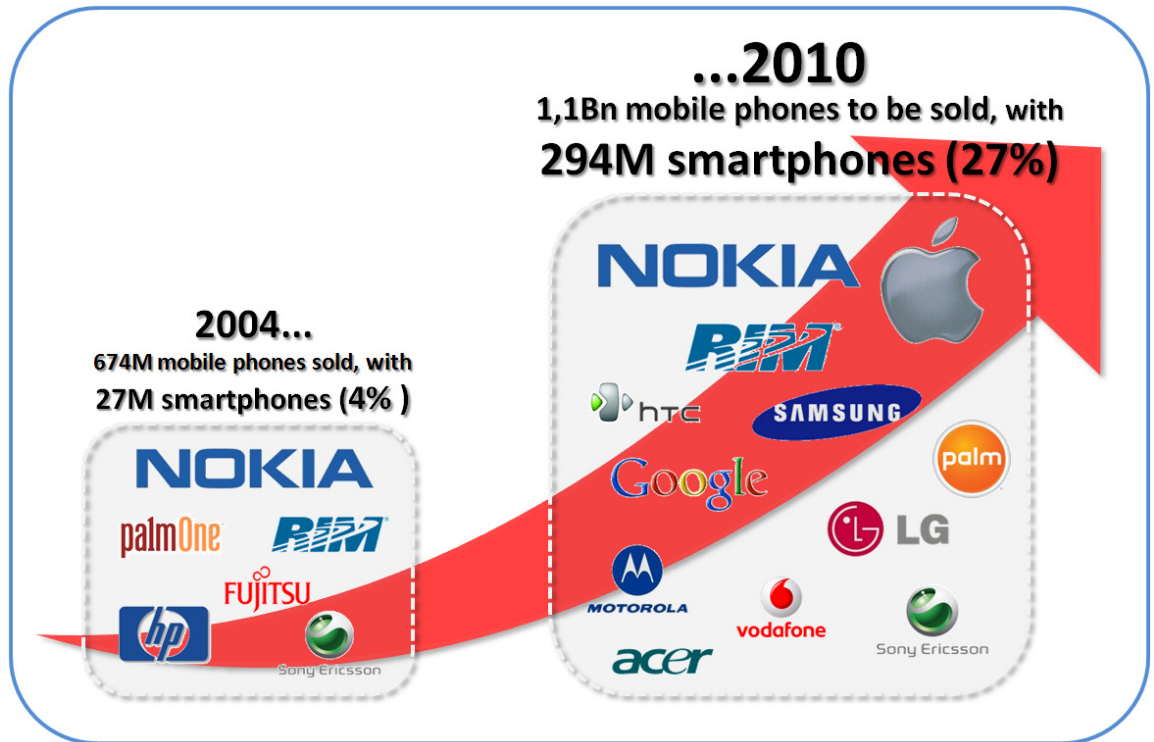 ...2010
1,1Bn mobile phones to be sold, with
294M smartphones (27%)
NOKIA
RIM
hTC
SAMSUNG
Google
palm
LG
MOTOROLA
vodafone
Sony Ericsson
acer
2004...
674M mobile phones sold, with
27M smartphones (4% )
NOKIA
palmOne
RIM
FUJITSU
hp
Sony Ericsson